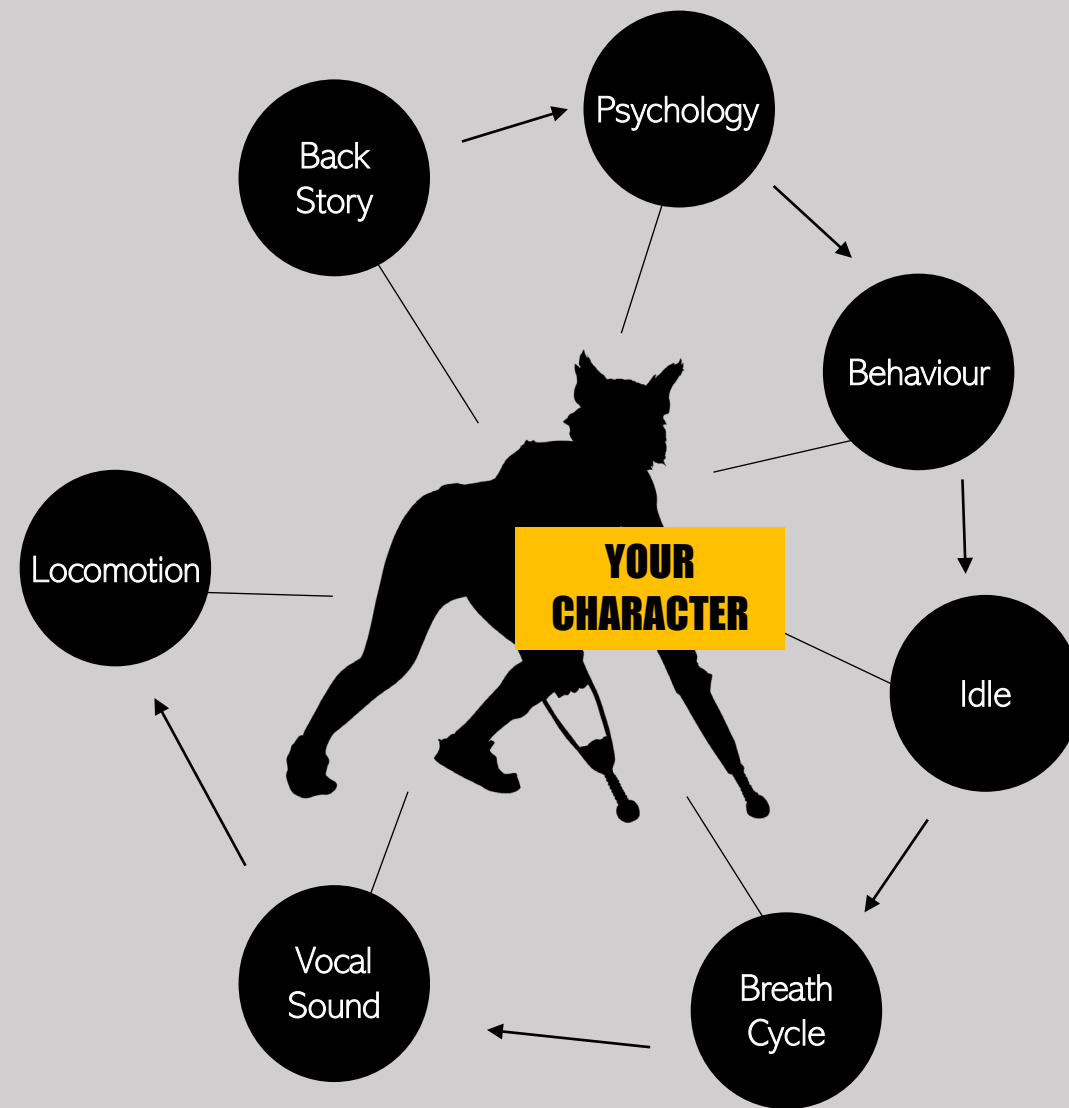 Back
Story
Psychology
Behaviour
Idle
Breath
Cycle
Vocal
Sound
Locomotion
YOUR
CHARACTER